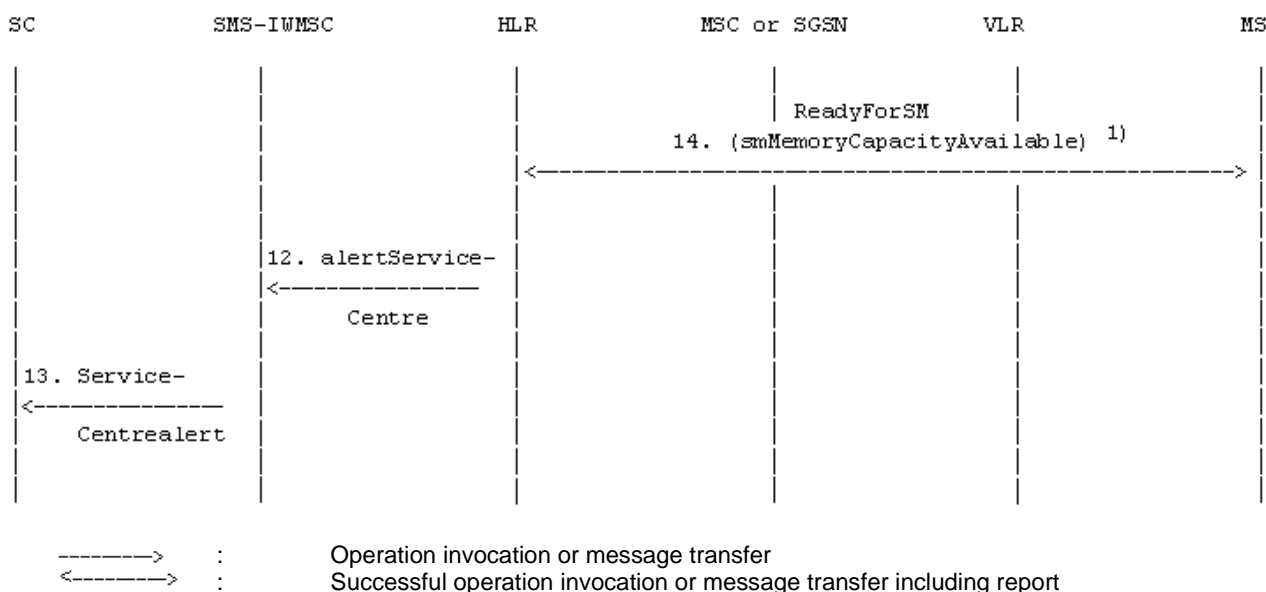 SC SMS-IWMSC HLR MSC or SGSN VLR MS
ReadyForSM
14. (smMemoryCapacityAvailable) 1)
12. alertService-
Centre
13. Service-
Centrealert
: Operation invocation or message transfer
: Successful operation invocation or message transfer including report